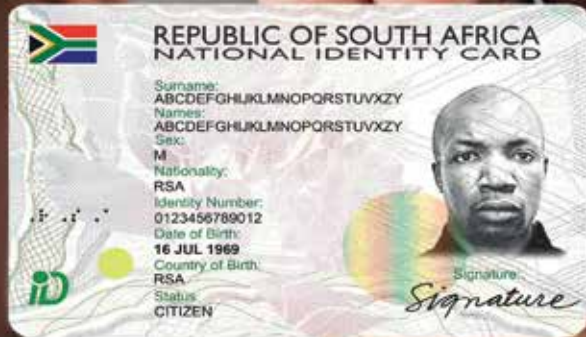 REPUBLIC OF SOUTH AFRICA
NATIONAL IDENTITY CARD
Surname:
ABCDEFGHIJKLMNOPQRSTUVXZY
Names:
ABCDEFGHIJKLMNOPQRSTUVXZY
Sex:
M
Nationality:
RSA
Identity Number:
0123456789012
Date of Birth:
16 JUL 1969
Country of Birth:
RSA
Status:
CITIZEN
Signature:
Signature
iD